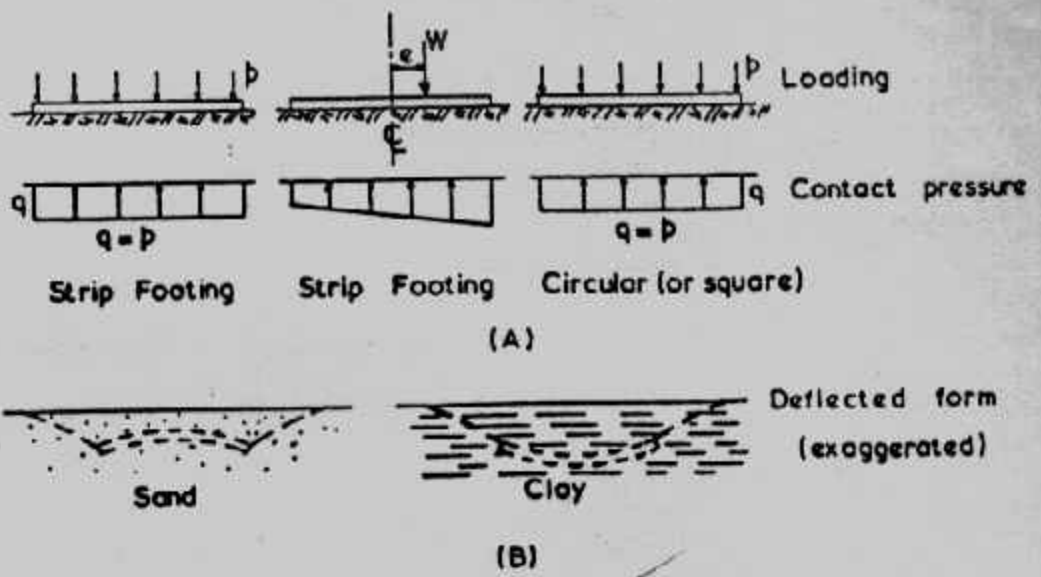 e W
p p Loading
℄
q q Contact pressure
q = p q = p
Strip Footing Strip Footing Circular (or square)
(A)
Deflected form
(exaggerated)
Sand Clay
(B)